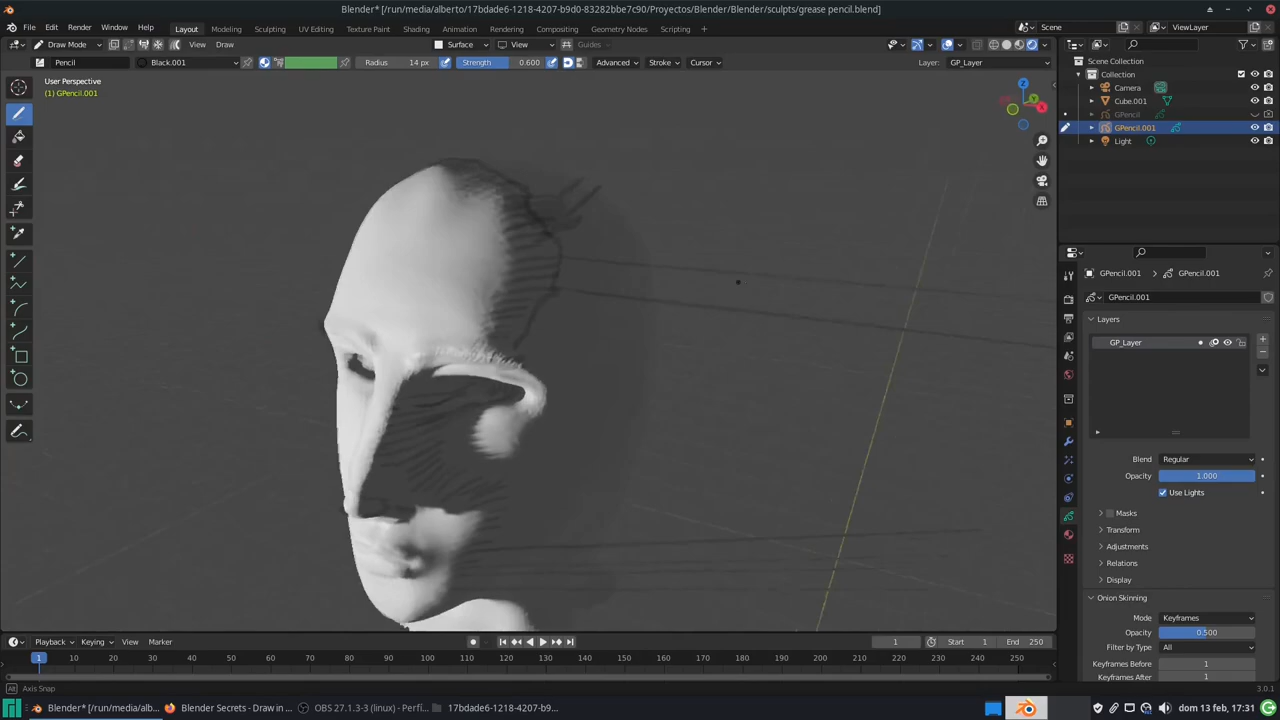 Blender* [/run/media/alberto/17bdade6-1218-4207-b9d0-83282bbe7c90/Proyectos/Blender/Blender/sculpts/grease pencil.blend]
File Edit Render Window Help Layout Modeling Sculpting UV Editing Texture Paint Shading Animation Rendering Compositing Geometry Nodes Scripting + Scene ViewLayer
Draw Mode View Draw Surface View Guides
Pencil Black.001 Radius 14 px Strength 0.600 Advanced Stroke Cursor Layer: GP_Layer
User Perspective
(1) GPencil.001
Z
Y
X
Scene Collection
Collection
Camera
Cube.001
GPencil
GPencil.001
Light
GPencil.001 > GPencil.001
GPencil.001
Layers
GP_Layer
Blend Regular
Opacity 1.000
Use Lights
Masks
Transform
Adjustments
Relations
Display
Onion Skinning
Mode Keyframes
Opacity 0.500
Filter by Type All
Keyframes Before 1
Keyframes After 1
Playback Keying View Marker 1 Start 1 End 250
1 10 20 30 40 50 60 70 80 90 100 110 120 130 140 150 160 170 180 190 200 210 220 230 240 250
Alt Axis Snap 3.0.1
Blender* [/run/media/alberto/17bdade6-1218-4207-b9... Blender Secrets - Draw in ... OBS 27.1.3-3 (linux) - Perfi... 17bdade6-1218-4207-b9... dom 13 feb, 17:31